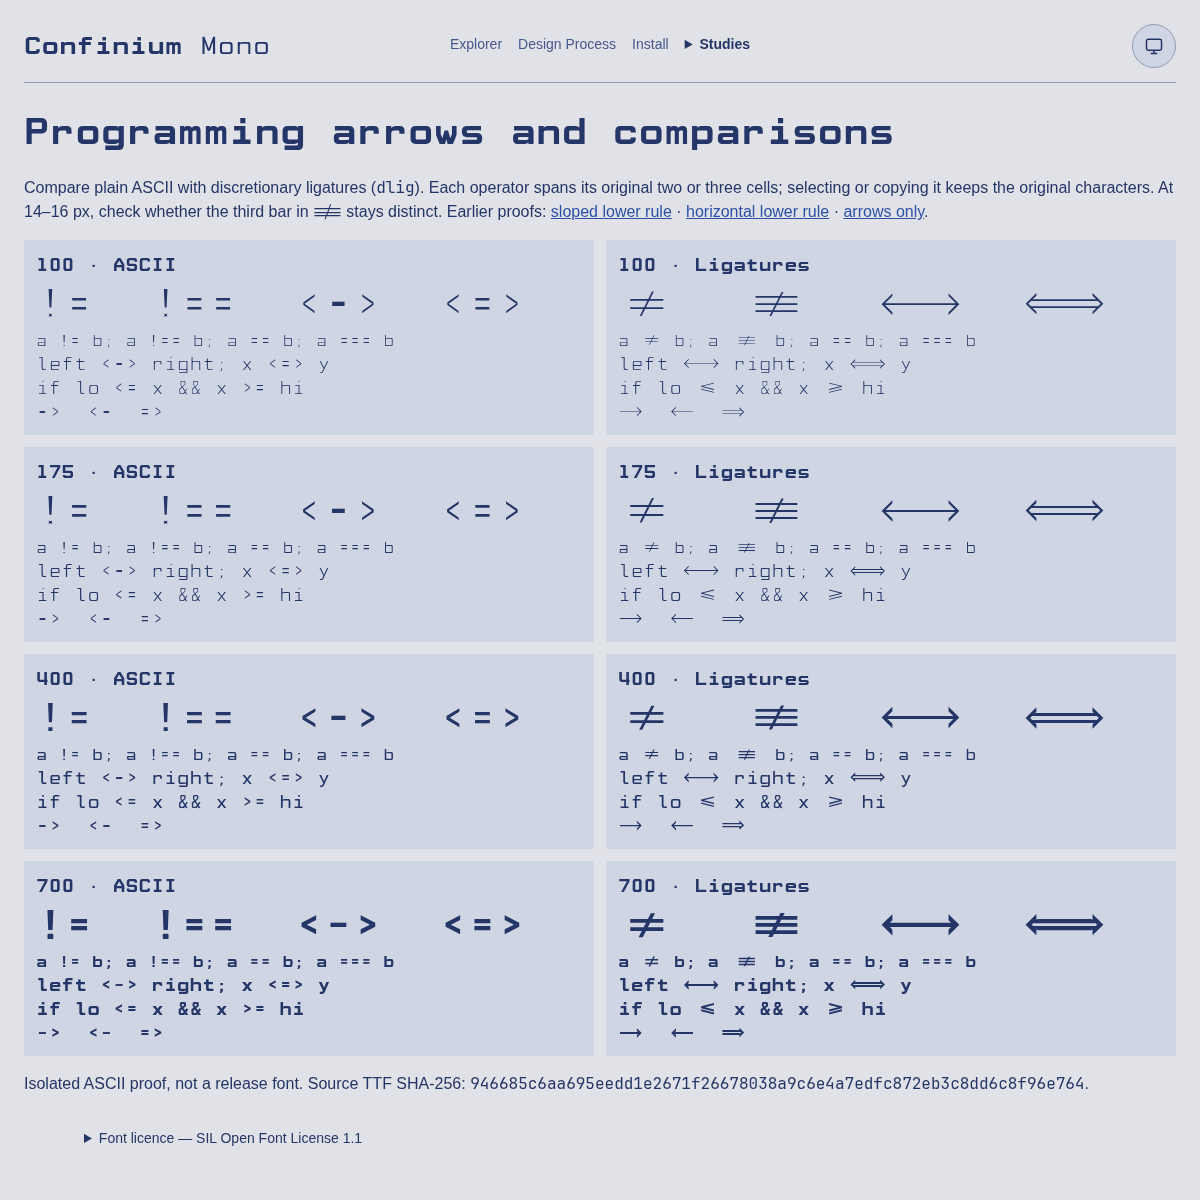 Confinium Mono
Explorer Design Process Install ▶ Studies
Programming arrows and comparisons
Compare plain ASCII with discretionary ligatures (dlig). Each operator spans its original two or three cells; selecting or copying it keeps the original characters. At
14–16 px, check whether the third bar in ≢ stays distinct. Earlier proofs: sloped lower rule · horizontal lower rule · arrows only.
100 · ASCII
!= !== <-> <=>
a != b; a !== b; a == b; a === b
left <-> right; x <=> y
if lo <= x && x >= hi
-> <- =>
100 · Ligatures
≠ ≢ ⟷ ⟺
a ≠ b; a ≢ b; a == b; a === b
left ⟷ right; x ⟺ y
if lo ⩽ x && x ⩾ hi
⟶ ⟵ ⟹
175 · ASCII
!= !== <-> <=>
a != b; a !== b; a == b; a === b
left <-> right; x <=> y
if lo <= x && x >= hi
-> <- =>
175 · Ligatures
≠ ≢ ⟷ ⟺
a ≠ b; a ≢ b; a == b; a === b
left ⟷ right; x ⟺ y
if lo ⩽ x && x ⩾ hi
⟶ ⟵ ⟹
400 · ASCII
!= !== <-> <=>
a != b; a !== b; a == b; a === b
left <-> right; x <=> y
if lo <= x && x >= hi
-> <- =>
400 · Ligatures
≠ ≢ ⟷ ⟺
a ≠ b; a ≢ b; a == b; a === b
left ⟷ right; x ⟺ y
if lo ⩽ x && x ⩾ hi
⟶ ⟵ ⟹
700 · ASCII
!= !== <-> <=>
a != b; a !== b; a == b; a === b
left <-> right; x <=> y
if lo <= x && x >= hi
-> <- =>
700 · Ligatures
≠ ≢ ⟷ ⟺
a ≠ b; a ≢ b; a == b; a === b
left ⟷ right; x ⟺ y
if lo ⩽ x && x ⩾ hi
⟶ ⟵ ⟹
Isolated ASCII proof, not a release font. Source TTF SHA-256: 946685c6aa695eedd1e2671f26678038a9c6e4a7edfc872eb3c8dd6c8f96e764.
▶ Font licence — SIL Open Font License 1.1